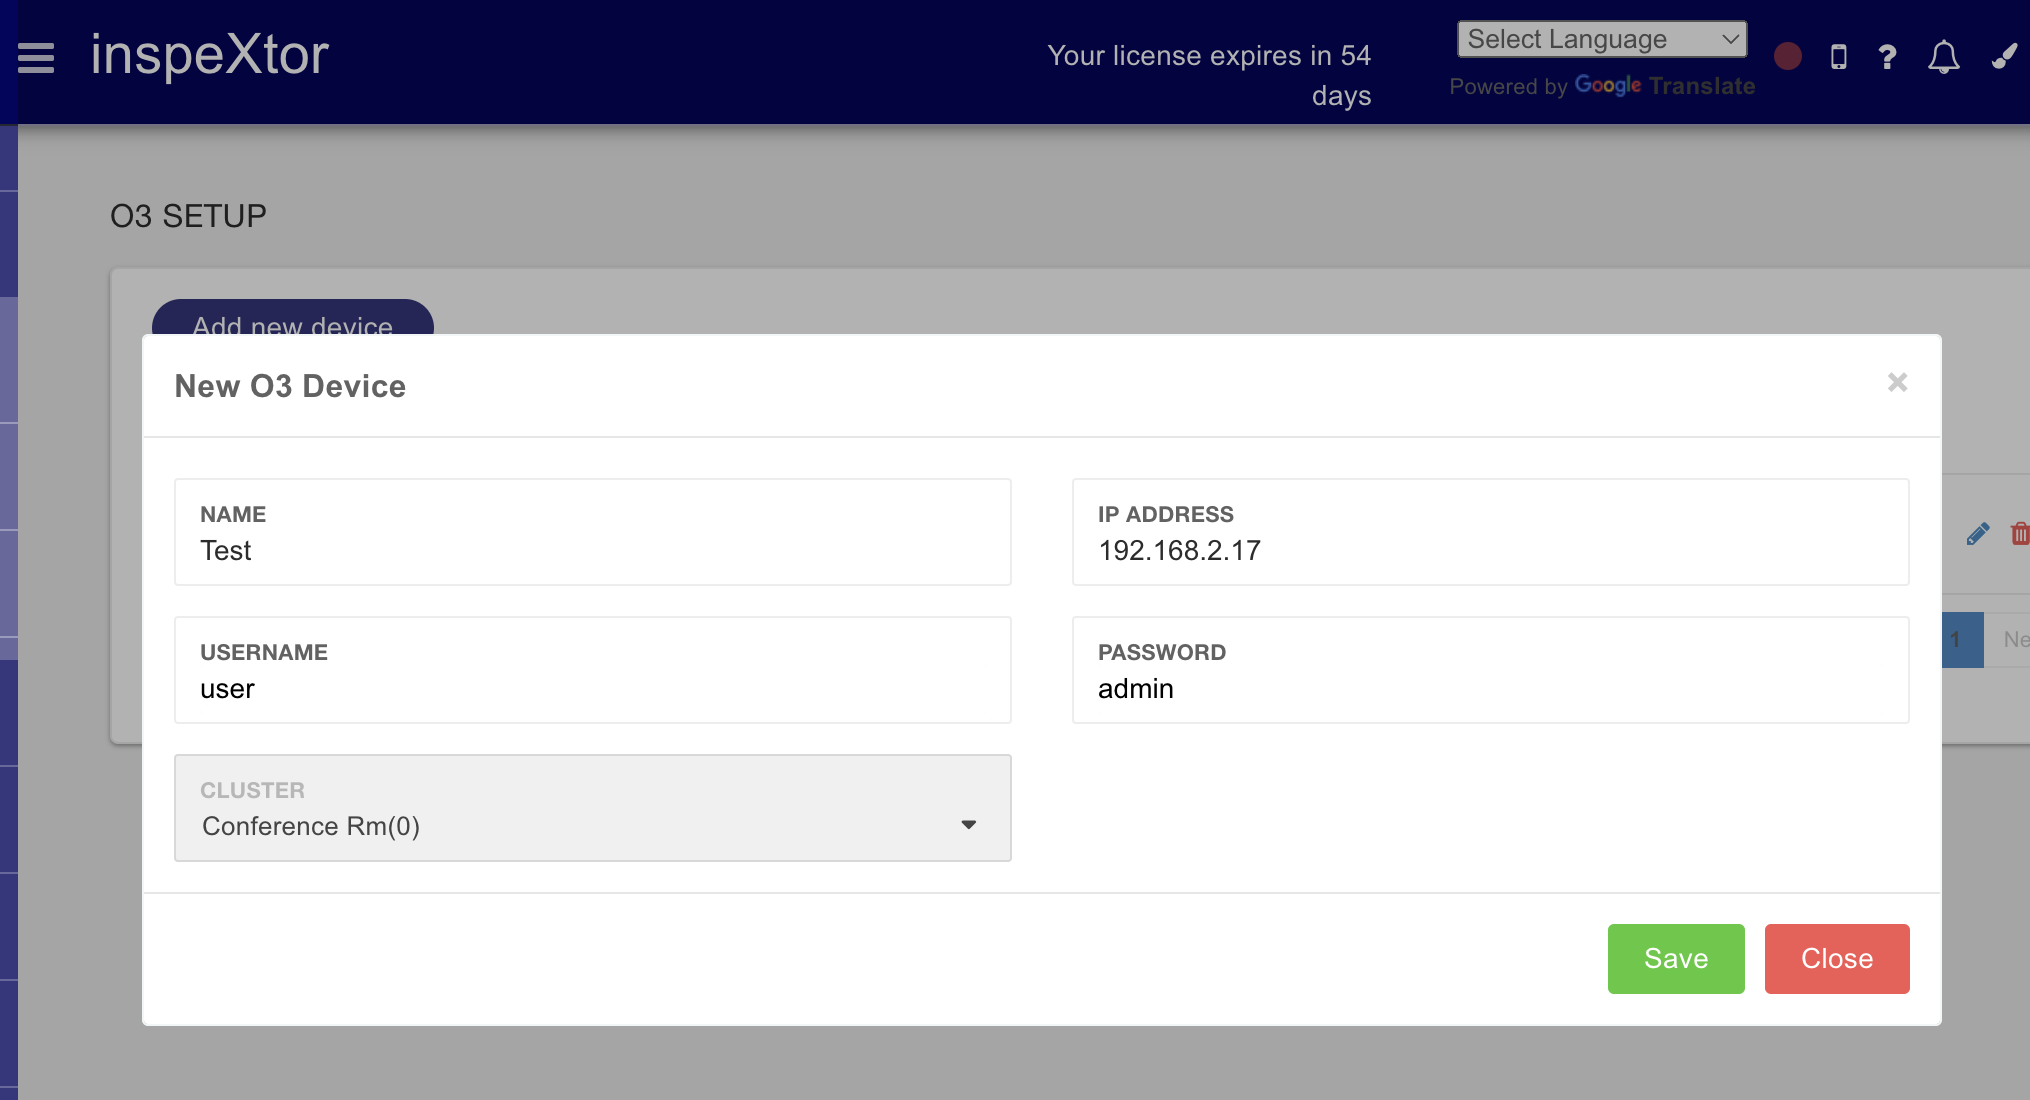 inspeXtor
Your license expires in 54
days
Select Language
Powered by Google Translate
O3 SETUP
Add new device
New O3 Device
×
NAME
Test
IP ADDRESS
192.168.2.17
USERNAME
user
PASSWORD
admin
1
Ne
CLUSTER
Conference Rm(0)
Save
Close